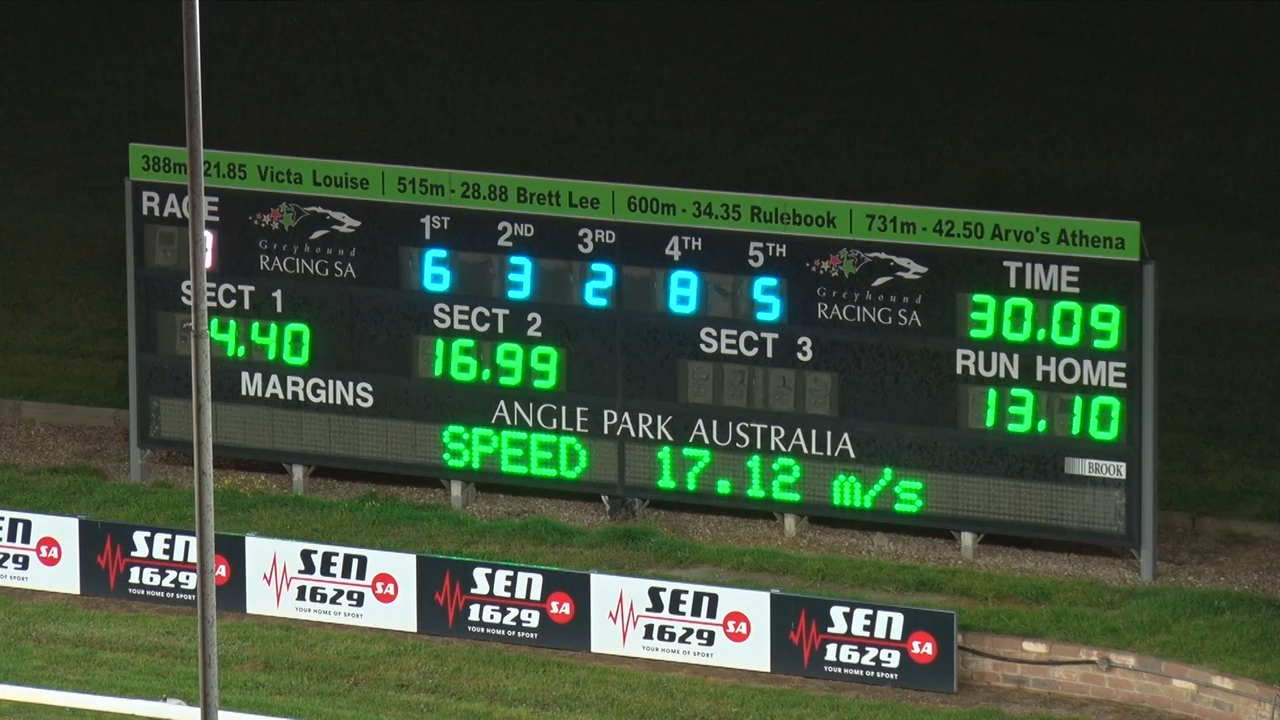 388m 21.85 Victa Louise | 515m - 28.88 Brett Lee | 600m - 34.35 Rulebook | 731m - 42.50 Arvo's Athena
RACE
Greyhound
RACING SA
1ST 2ND 3RD 4TH 5TH
6 3 2 8 5
Greyhound
RACING SA
TIME
30.09
SECT 1
4.40
SECT 2
16.99
SECT 3
RUN HOME
13.10
MARGINS
ANGLE PARK AUSTRALIA
BROOK
SPEED 17.12 m/s
29 SA
SEN
1629
YOUR HOME OF SPORT
SEN SA
1629
YOUR HOME OF SPORT
SEN SA
1629
YOUR HOME OF SPORT
SEN SA
1629
YOUR HOME OF SPORT
SEN SA
1629
YOUR HOME OF SPORT